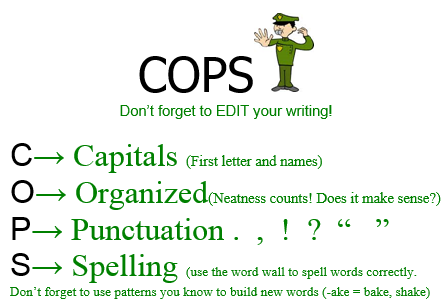 COPS
Don't forget to EDIT your writing!
C→ Capitals (First letter and names)
O→ Organized(Neatness counts! Does it make sense?)
P→ Punctuation . , ! ? “ ”
S→ Spelling (use the word wall to spell words correctly.
Don't forget to use patterns you know to build new words (-ake = bake, shake)